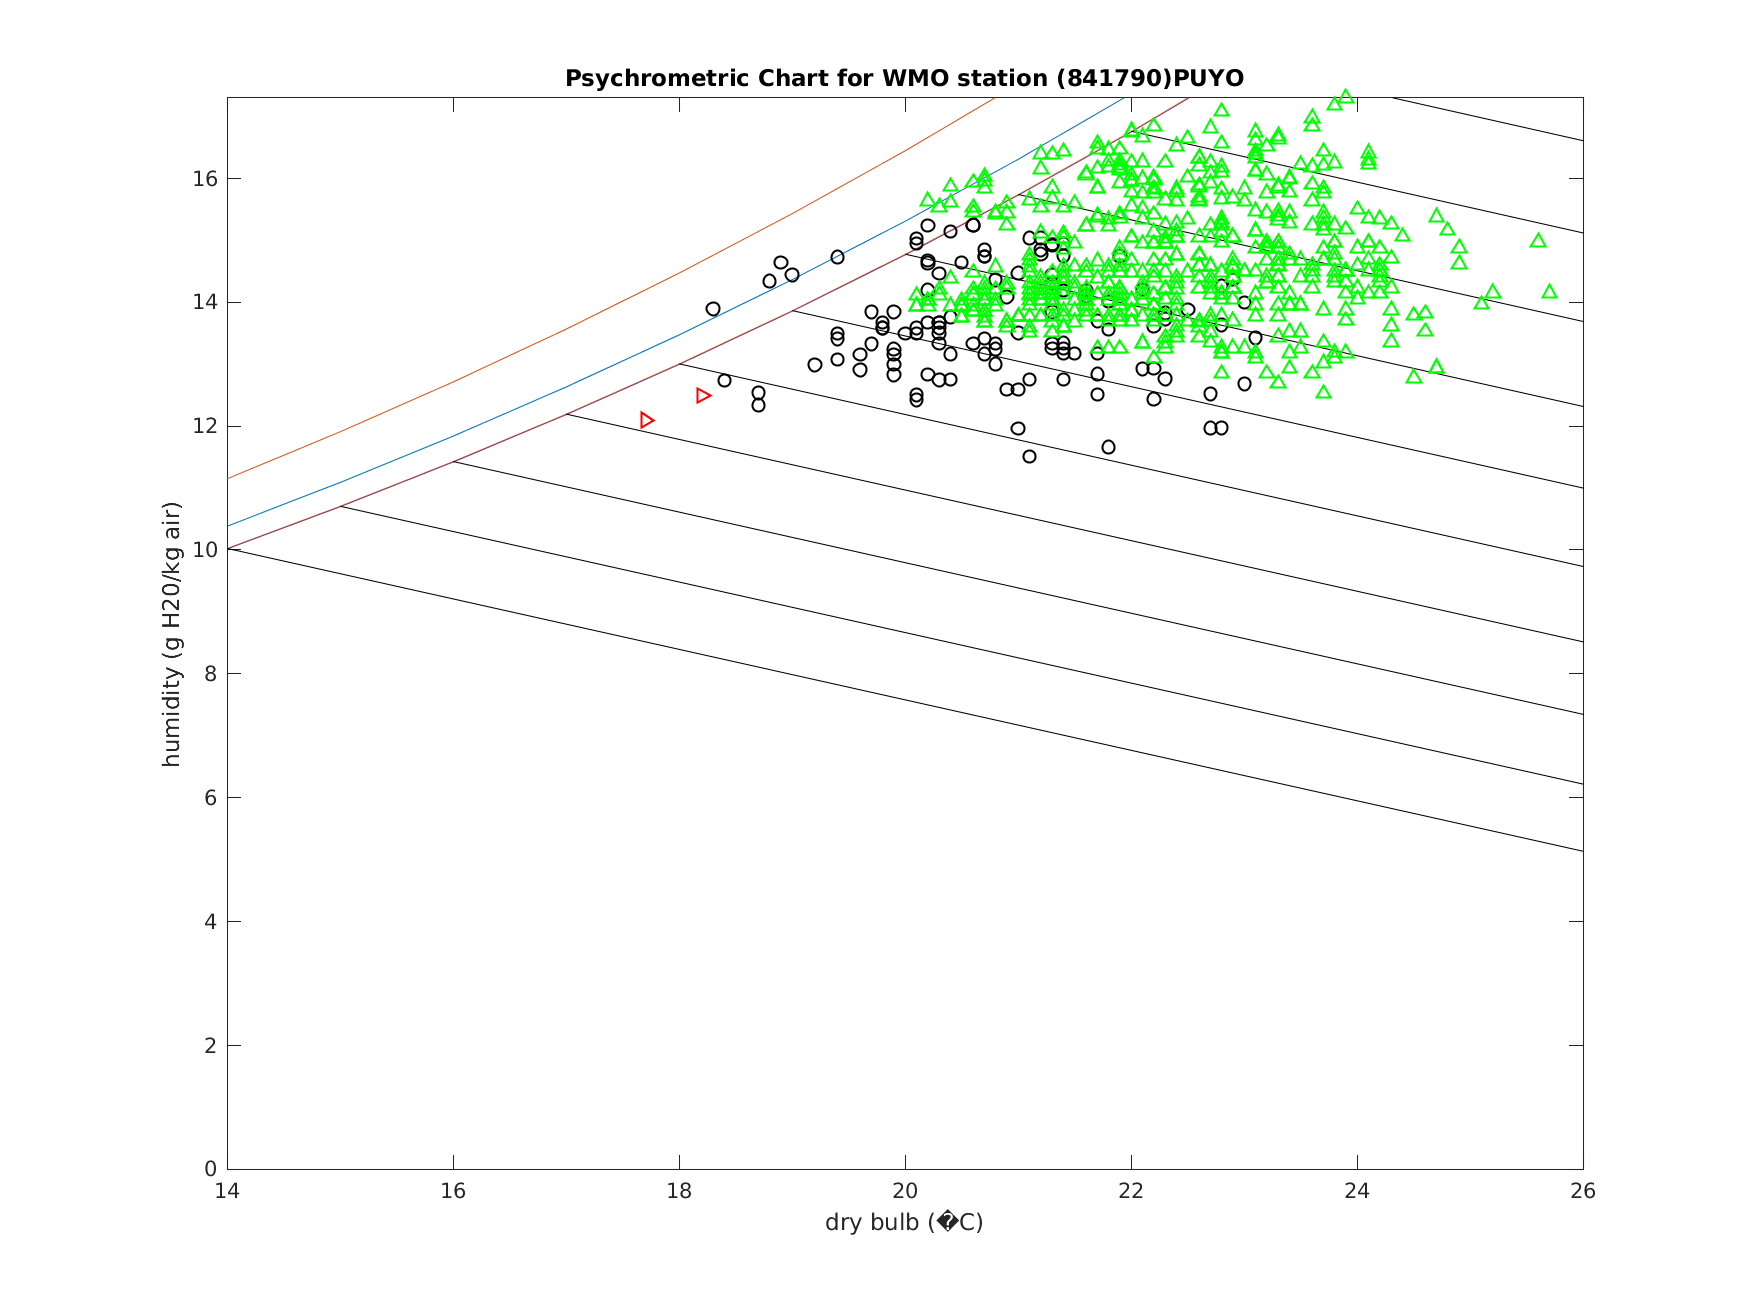 Psychrometric Chart for WMO station (841790)PUYO
humidity (g H20/kg air)
16
14
12
10
8
6
4
2
0
14 16 18 20 22 24 26
dry bulb (�C)